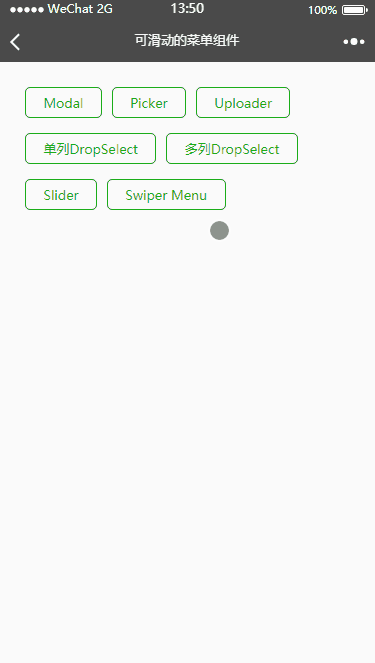 ●●●●● WeChat 2G 13:50 100%
可滑动的菜单组件
Modal Picker Uploader
单列DropSelect 多列DropSelect
Slider Swiper Menu